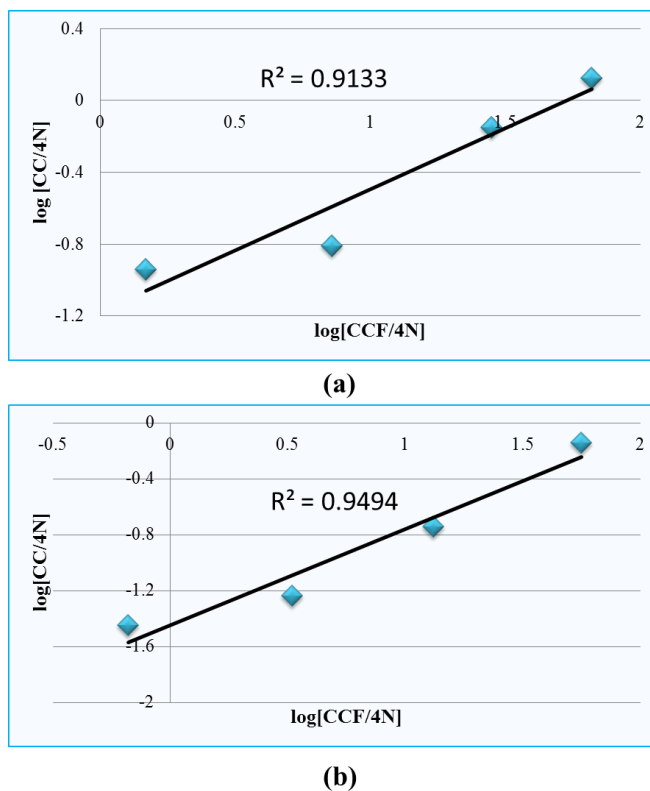 0.4
R² = 0.9133
0
0 0.5 1 1.5 2
-0.4
-0.8
-1.2
log [CC/4N]
log[CCF/4N]
(a)
0
-0.5 0 0.5 1 1.5 2
-0.4
R² = 0.9494
-0.8
-1.2
-1.6
-2
log[CC/4N]
log[CCF/4N]
(b)